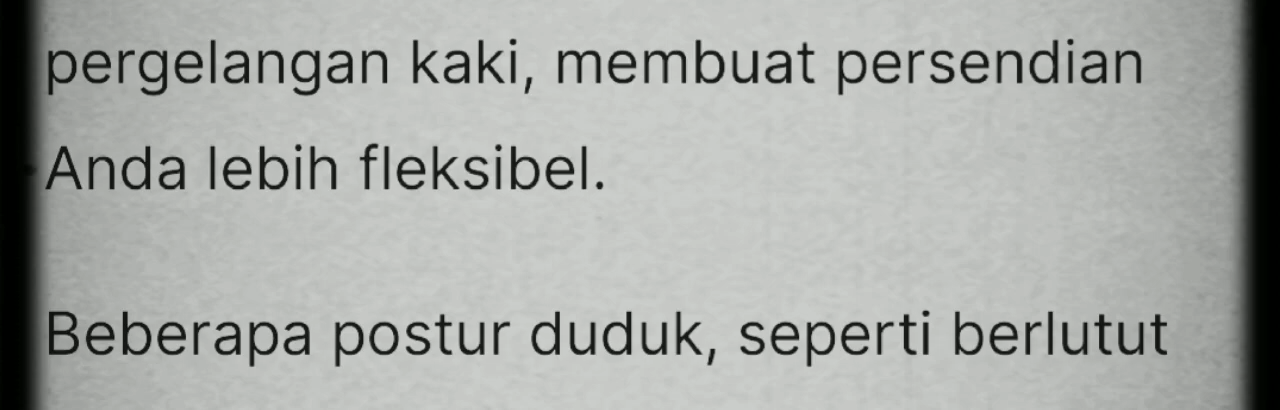 pergelangan kaki, membuat persendian
Anda lebih fleksibel.
Beberapa postur duduk, seperti berlutut